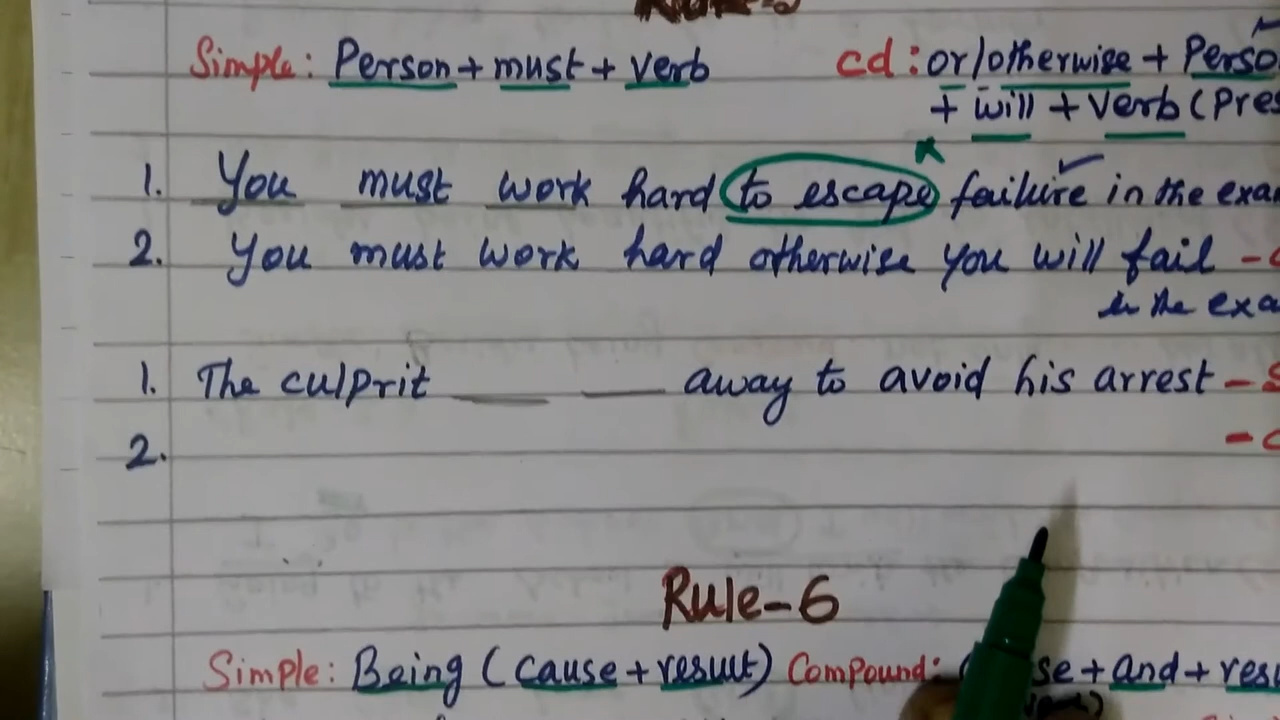 Simple: Person + must + verb cd: or/otherwise + Perso
+ will + verb (Pres
1. You must work hard to escape failure in the exa
2. You must work hard otherwise you will fail -
in the exa
1. The culprit ___ ___ away to avoid his arrest - S
2. -
Rule-6
Simple: Being (cause + result) Compound: se + and + resu